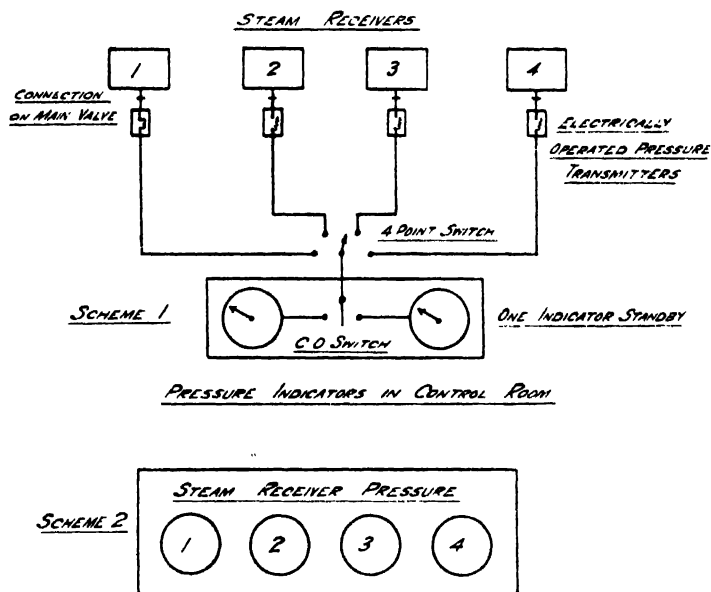 STEAM RECEIVERS
1 2 3 4
CONNECTION
ON MAIN VALVE
ELECTRICALLY
OPERATED PRESSURE
TRANSMITTERS
4 POINT SWITCH
SCHEME 1
C O SWITCH
ONE INDICATOR STANDBY
PRESSURE INDICATORS IN CONTROL ROOM
STEAM RECEIVER PRESSURE
SCHEME 2
1 2 3 4